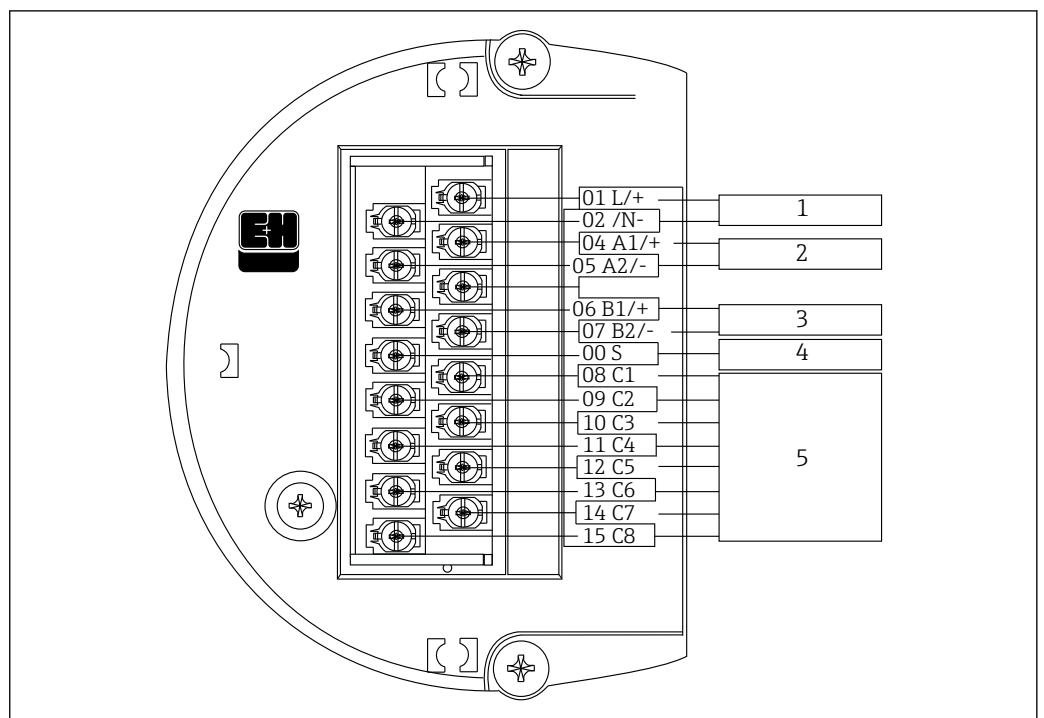 E+H
01 L/+
02 /N-
04 A1/+
05 A2/-
06 B1/+
07 B2/-
00 S
08 C1
09 C2
10 C3
11 C4
12 C5
13 C6
14 C7
15 C8
1
2
3
4
5